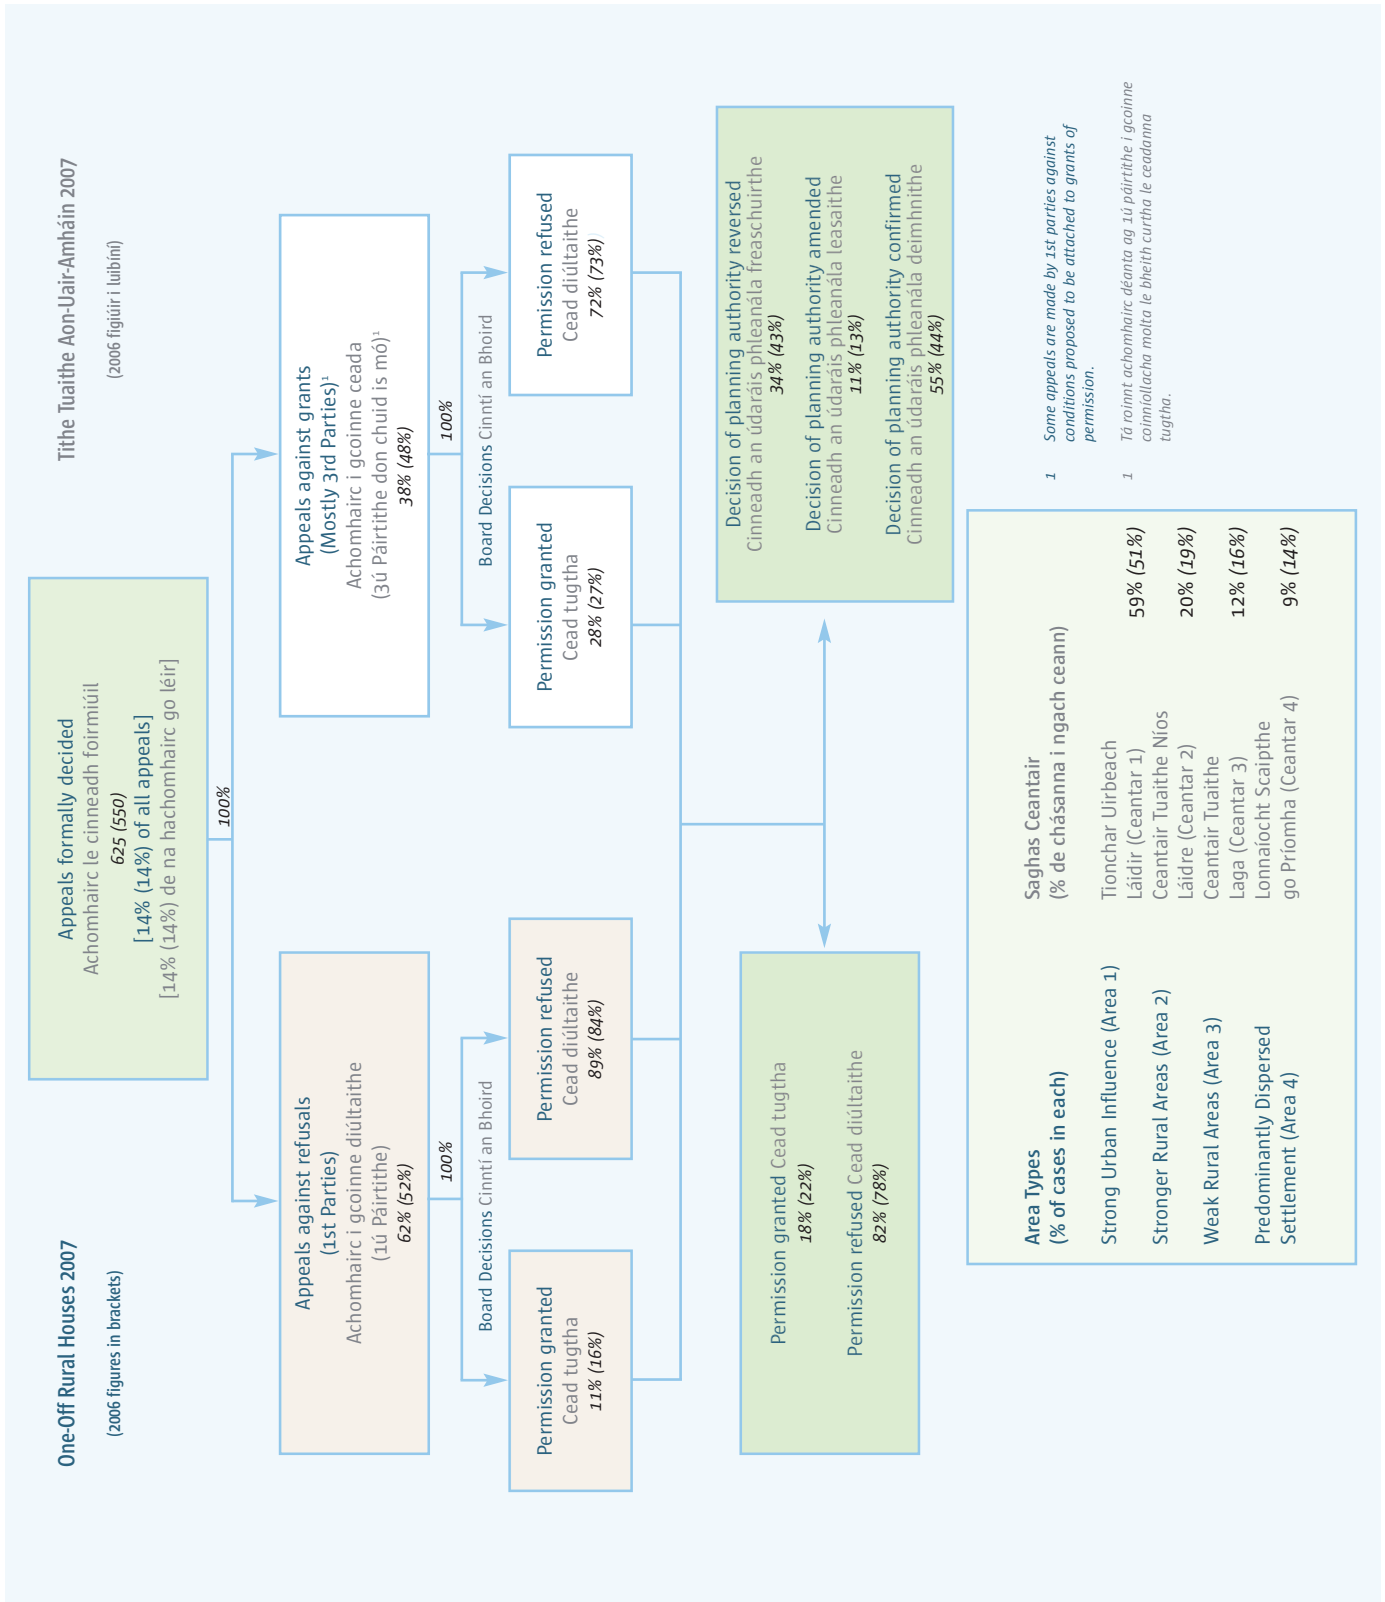 One-Off Rural Houses 2007
(2006 figures in brackets)
Tithe Tuaithe Aon-Uair-Amháin 2007
(2006 figiúir i luibíní)
Appeals formally decided
Achomhairc le cinneadh foirmiúil
625 (550)
[14% (14%) of all appeals]
[14% (14%) de na hachomhairc go léir]
100%
Appeals against refusals
(1st Parties)
Achomhairc i gcoinne diúltaithe
(1ú Páirtithe)
62% (52%)
Appeals against grants
(Mostly 3rd Parties)¹
Achomhairc i gcoinne ceada
(3ú Páirtithe don chuid is mó)¹
38% (48%)
100%
Board Decisions Cinntí an Bhoird
100%
Board Decisions Cinntí an Bhoird
Permission granted
Cead tugtha
11% (16%)
Permission refused
Cead diúltaithe
89% (84%)
Permission granted
Cead tugtha
28% (27%)
Permission refused
Cead diúltaithe
72% (73%)
Permission granted Cead tugtha
18% (22%)
Permission refused Cead diúltaithe
82% (78%)
Decision of planning authority reversed
Cinneadh an údaráis phleanála freaschuirthe
34% (43%)
Decision of planning authority amended
Cinneadh an údaráis phleanála leasaithe
11% (13%)
Decision of planning authority confirmed
Cinneadh an údaráis phleanála deimhnithe
55% (44%)
Area Types
(% of cases in each)
Saghas Ceantair
(% de chásanna i ngach ceann)
Strong Urban Influence (Area 1)
Tionchar Uirbeach
Láidir (Ceantar 1)
59% (51%)
Stronger Rural Areas (Area 2)
Ceantair Tuaithe Níos
Láidre (Ceantar 2)
20% (19%)
Weak Rural Areas (Area 3)
Ceantair Tuaithe
Laga (Ceantar 3)
12% (16%)
Predominantly Dispersed
Settlement (Area 4)
Lonnaíocht Scaipthe
go Príomha (Ceantar 4)
9% (14%)
1 Some appeals are made by 1st parties against
conditions proposed to be attached to grants of
permission.
1 Tá roinnt achomhairc déanta ag 1ú páirtithe i gcoinne
coinníollacha molta le bheith curtha le ceadanna
tugtha.